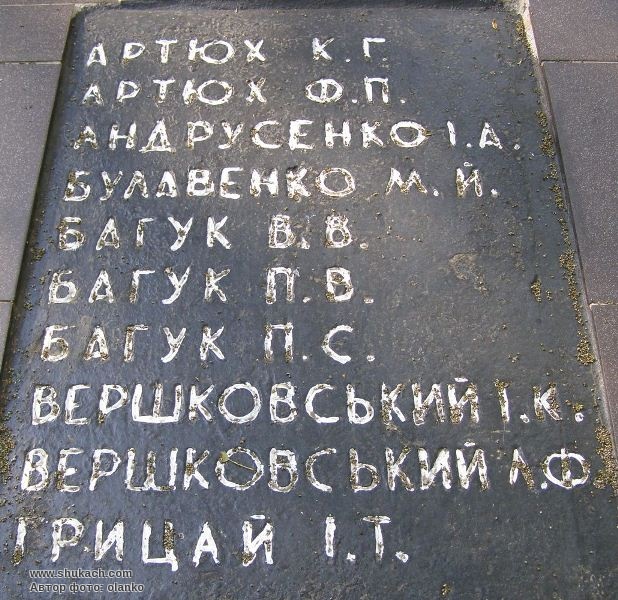 АРТЮХ К.Г.
АРТЮХ Ф.П.
АНДРУСЕНКО І.А.
БУЛАВЕНКО М.Й.
БАГУК В.В.
БАГУК П.В.
БАГУК П.С.
ВЕРШКОВСЬКИЙ І.К.
ВЕРШКОВСЬКИЙ Л.Ф.
ГРИЦАЙ І.Т.
www.shukach.com
Автор фото: olanko